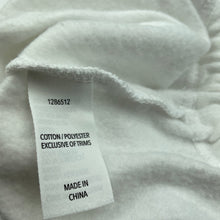 1286512
COTTON / POLYESTER
EXCLUSIVE OF TRIMS
MADE IN
CHINA